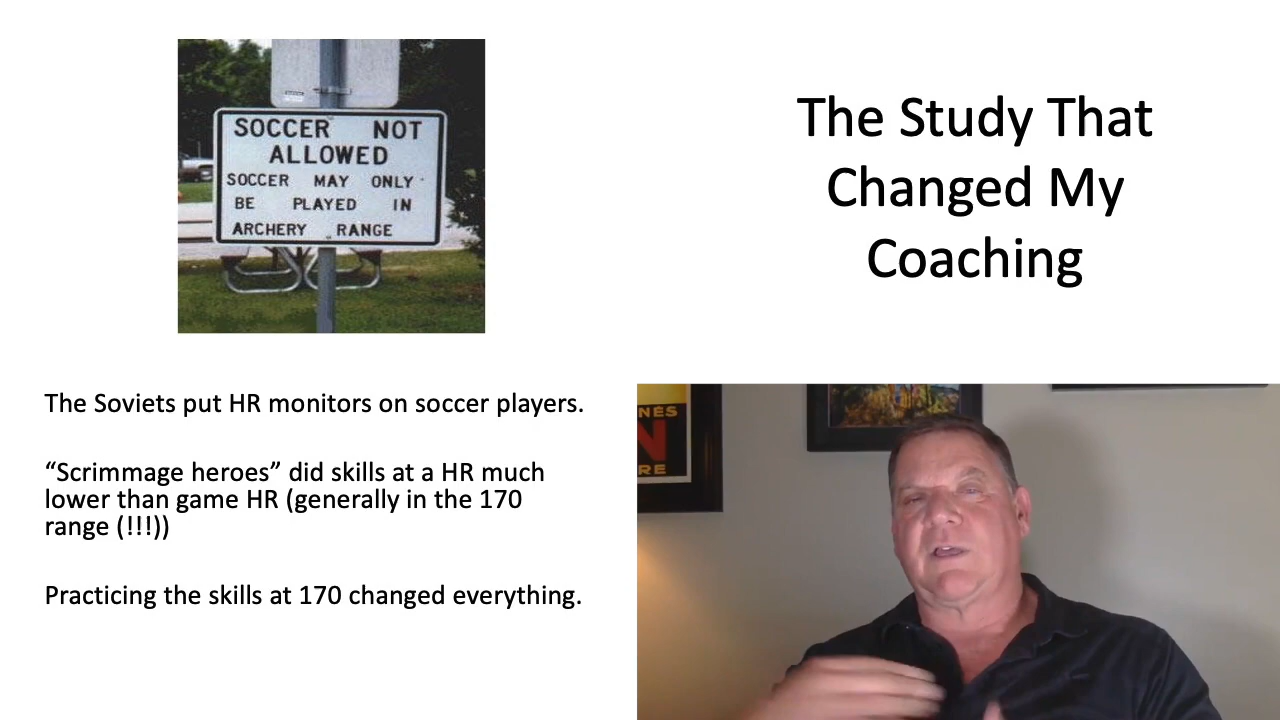 SOCCER NOT
ALLOWED
SOCCER MAY ONLY
BE PLAYED IN
ARCHERY RANGE
The Study That
Changed My
Coaching
The Soviets put HR monitors on soccer players.
“Scrimmage heroes” did skills at a HR much
lower than game HR (generally in the 170
range (!!!))
Practicing the skills at 170 changed everything.
NÈS
N
RE